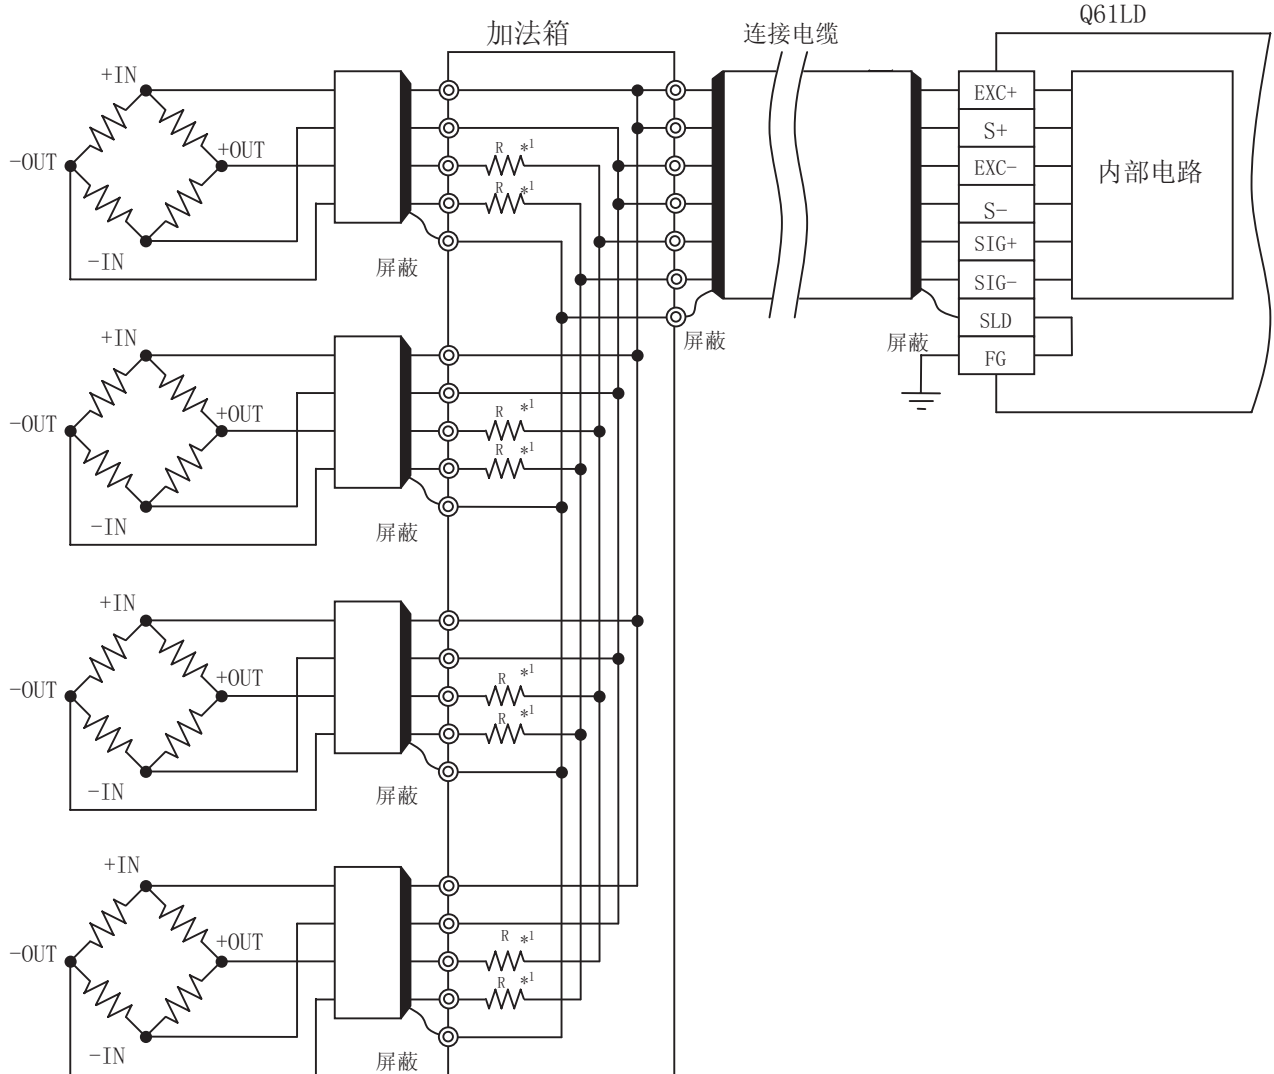 加法箱
连接电缆
Q61LD
+IN
-OUT
+OUT
-IN
屏蔽
R *1
R *1
屏蔽
EXC+
S+
EXC-
S-
SIG+
SIG-
SLD
FG
内部电路
屏蔽
+IN
-OUT
+OUT
-IN
屏蔽
R *1
R *1
+IN
-OUT
+OUT
-IN
屏蔽
R *1
R *1
+IN
-OUT
+OUT
-IN
屏蔽
R *1
R *1